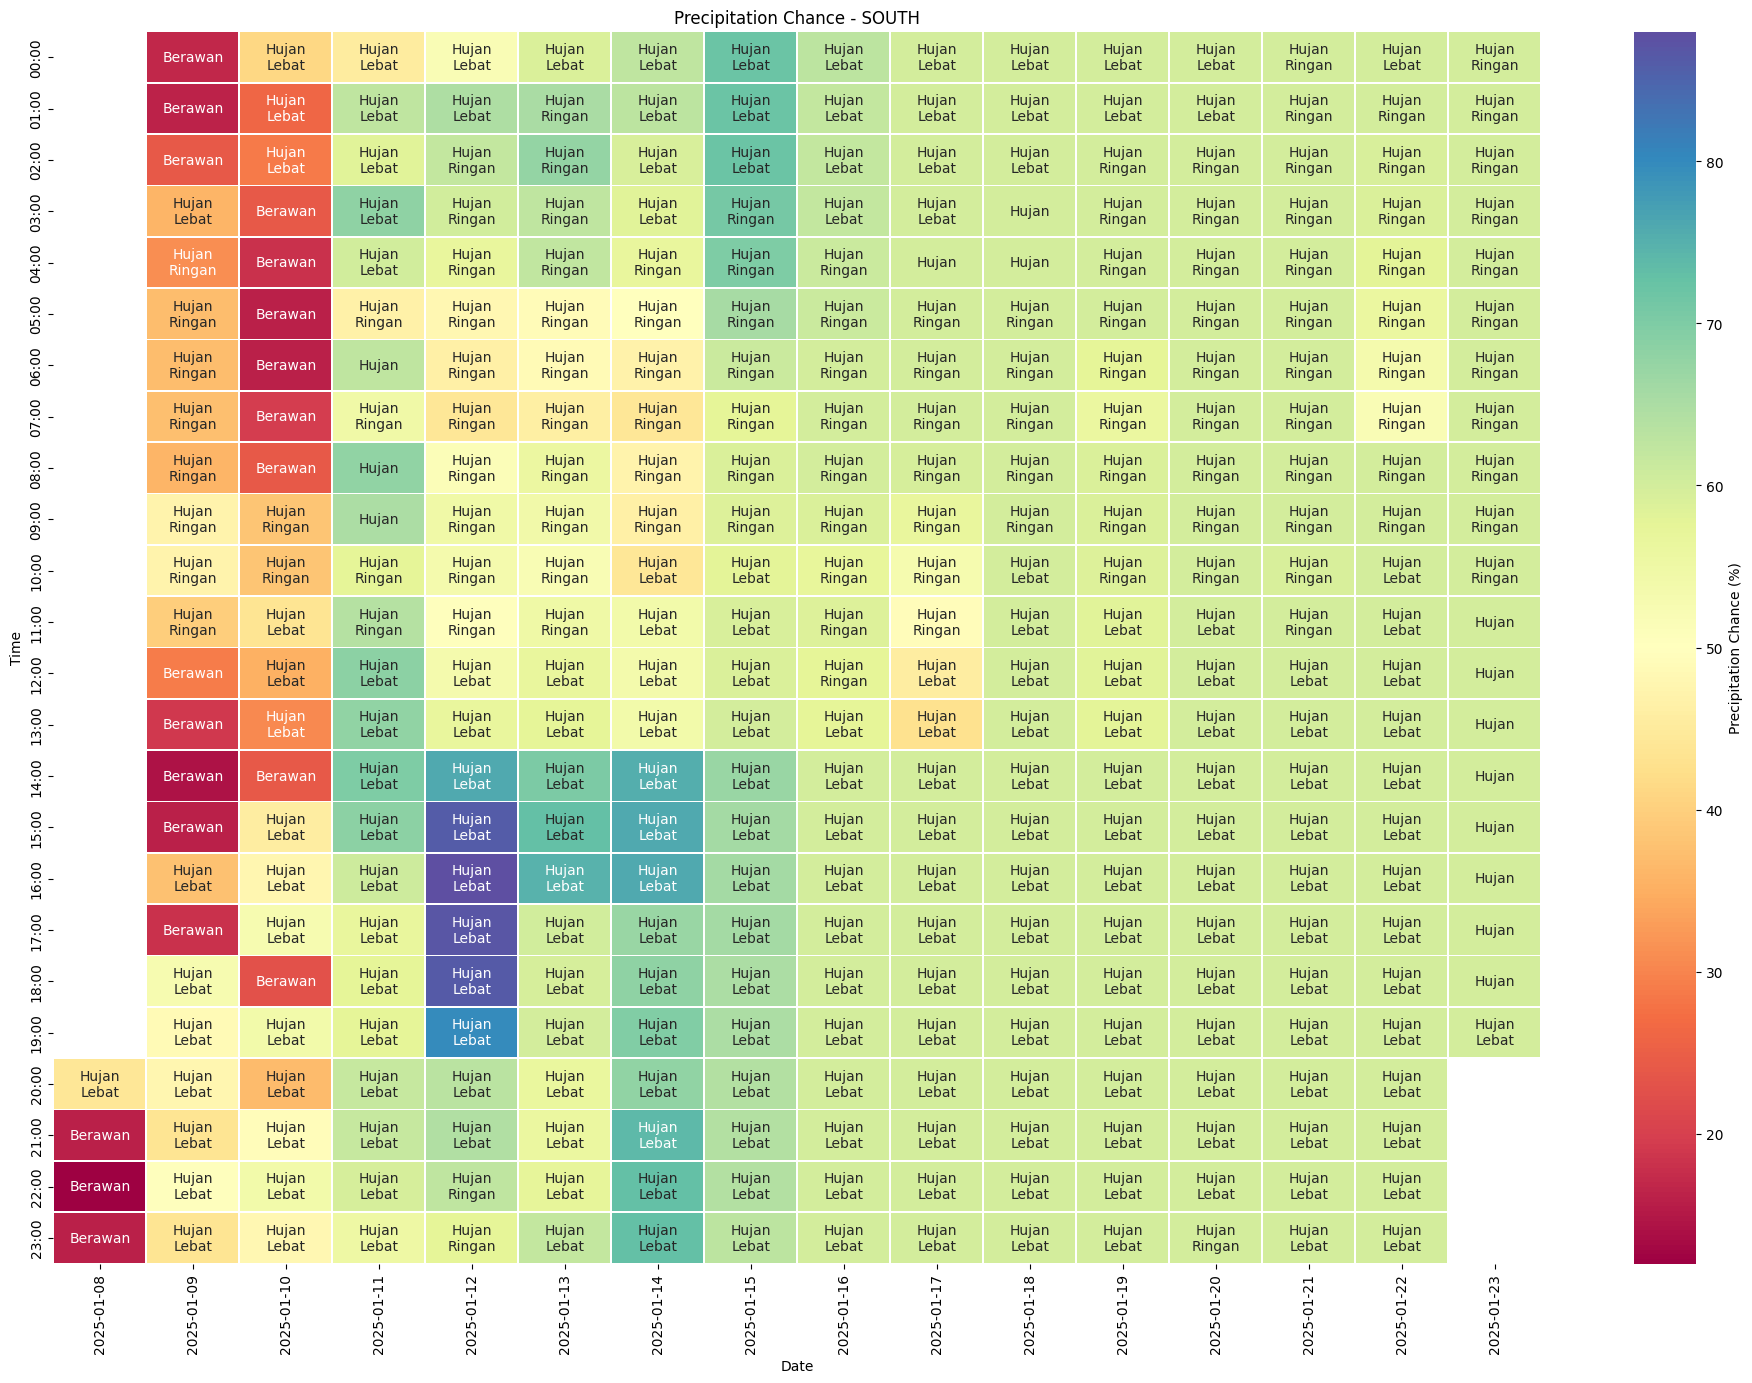 Precipitation Chance - SOUTH
00:00 Berawan Hujan Lebat Hujan Lebat Hujan Lebat Hujan Lebat Hujan Lebat Hujan Lebat Hujan Lebat Hujan Lebat Hujan Lebat Hujan Lebat Hujan Lebat Hujan Ringan Hujan Lebat Hujan Ringan
01:00 Berawan Hujan Lebat Hujan Lebat Hujan Lebat Hujan Ringan Hujan Lebat Hujan Lebat Hujan Lebat Hujan Lebat Hujan Lebat Hujan Lebat Hujan Lebat Hujan Ringan Hujan Ringan Hujan Ringan
02:00 Berawan Hujan Lebat Hujan Lebat Hujan Ringan Hujan Ringan Hujan Lebat Hujan Lebat Hujan Lebat Hujan Lebat Hujan Lebat Hujan Ringan Hujan Ringan Hujan Ringan Hujan Ringan Hujan Ringan
03:00 Hujan Lebat Berawan Hujan Lebat Hujan Ringan Hujan Ringan Hujan Lebat Hujan Ringan Hujan Lebat Hujan Lebat Hujan Hujan Ringan Hujan Ringan Hujan Ringan Hujan Ringan Hujan Ringan
04:00 Hujan Ringan Berawan Hujan Lebat Hujan Ringan Hujan Ringan Hujan Ringan Hujan Ringan Hujan Ringan Hujan Hujan Hujan Ringan Hujan Ringan Hujan Ringan Hujan Ringan Hujan Ringan
05:00 Hujan Ringan Berawan Hujan Ringan Hujan Ringan Hujan Ringan Hujan Ringan Hujan Ringan Hujan Ringan Hujan Ringan Hujan Ringan Hujan Ringan Hujan Ringan Hujan Ringan Hujan Ringan Hujan Ringan
06:00 Hujan Ringan Berawan Hujan Hujan Ringan Hujan Ringan Hujan Ringan Hujan Ringan Hujan Ringan Hujan Ringan Hujan Ringan Hujan Ringan Hujan Ringan Hujan Ringan Hujan Ringan Hujan Ringan
07:00 Hujan Ringan Berawan Hujan Ringan Hujan Ringan Hujan Ringan Hujan Ringan Hujan Ringan Hujan Ringan Hujan Ringan Hujan Ringan Hujan Ringan Hujan Ringan Hujan Ringan Hujan Ringan Hujan Ringan
08:00 Hujan Ringan Berawan Hujan Hujan Ringan Hujan Ringan Hujan Ringan Hujan Ringan Hujan Ringan Hujan Ringan Hujan Ringan Hujan Ringan Hujan Ringan Hujan Ringan Hujan Ringan Hujan Ringan
09:00 Hujan Ringan Hujan Ringan Hujan Hujan Ringan Hujan Ringan Hujan Ringan Hujan Ringan Hujan Ringan Hujan Ringan Hujan Ringan Hujan Ringan Hujan Ringan Hujan Ringan Hujan Ringan Hujan Ringan
10:00 Hujan Ringan Hujan Ringan Hujan Ringan Hujan Ringan Hujan Ringan Hujan Lebat Hujan Lebat Hujan Ringan Hujan Ringan Hujan Lebat Hujan Ringan Hujan Ringan Hujan Ringan Hujan Lebat Hujan Ringan
11:00 Hujan Ringan Hujan Lebat Hujan Ringan Hujan Ringan Hujan Ringan Hujan Lebat Hujan Lebat Hujan Ringan Hujan Ringan Hujan Lebat Hujan Lebat Hujan Lebat Hujan Ringan Hujan Lebat Hujan
12:00 Berawan Hujan Lebat Hujan Lebat Hujan Lebat Hujan Lebat Hujan Lebat Hujan Lebat Hujan Ringan Hujan Lebat Hujan Lebat Hujan Lebat Hujan Lebat Hujan Lebat Hujan Lebat Hujan
13:00 Berawan Hujan Lebat Hujan Lebat Hujan Lebat Hujan Lebat Hujan Lebat Hujan Lebat Hujan Lebat Hujan Lebat Hujan Lebat Hujan Lebat Hujan Lebat Hujan Lebat Hujan Lebat Hujan
14:00 Berawan Berawan Hujan Lebat Hujan Lebat Hujan Lebat Hujan Lebat Hujan Lebat Hujan Lebat Hujan Lebat Hujan Lebat Hujan Lebat Hujan Lebat Hujan Lebat Hujan Lebat Hujan
15:00 Berawan Hujan Lebat Hujan Lebat Hujan Lebat Hujan Lebat Hujan Lebat Hujan Lebat Hujan Lebat Hujan Lebat Hujan Lebat Hujan Lebat Hujan Lebat Hujan Lebat Hujan Lebat Hujan
16:00 Hujan Lebat Hujan Lebat Hujan Lebat Hujan Lebat Hujan Lebat Hujan Lebat Hujan Lebat Hujan Lebat Hujan Lebat Hujan Lebat Hujan Lebat Hujan Lebat Hujan Lebat Hujan Lebat Hujan
17:00 Berawan Hujan Lebat Hujan Lebat Hujan Lebat Hujan Lebat Hujan Lebat Hujan Lebat Hujan Lebat Hujan Lebat Hujan Lebat Hujan Lebat Hujan Lebat Hujan Lebat Hujan Lebat Hujan
18:00 Hujan Lebat Berawan Hujan Lebat Hujan Lebat Hujan Lebat Hujan Lebat Hujan Lebat Hujan Lebat Hujan Lebat Hujan Lebat Hujan Lebat Hujan Lebat Hujan Lebat Hujan Lebat Hujan
19:00 Hujan Lebat Hujan Lebat Hujan Lebat Hujan Lebat Hujan Lebat Hujan Lebat Hujan Lebat Hujan Lebat Hujan Lebat Hujan Lebat Hujan Lebat Hujan Lebat Hujan Lebat Hujan Lebat Hujan Lebat
20:00 Hujan Lebat Hujan Lebat Hujan Lebat Hujan Lebat Hujan Lebat Hujan Lebat Hujan Lebat Hujan Lebat Hujan Lebat Hujan Lebat Hujan Lebat Hujan Lebat Hujan Lebat Hujan Lebat Hujan Lebat
21:00 Berawan Hujan Lebat Hujan Lebat Hujan Lebat Hujan Lebat Hujan Lebat Hujan Lebat Hujan Lebat Hujan Lebat Hujan Lebat Hujan Lebat Hujan Lebat Hujan Lebat Hujan Lebat Hujan Lebat
22:00 Berawan Hujan Lebat Hujan Lebat Hujan Lebat Hujan Ringan Hujan Lebat Hujan Lebat Hujan Lebat Hujan Lebat Hujan Lebat Hujan Lebat Hujan Lebat Hujan Lebat Hujan Lebat Hujan Lebat
23:00 Berawan Hujan Lebat Hujan Lebat Hujan Lebat Hujan Ringan Hujan Lebat Hujan Lebat Hujan Lebat Hujan Lebat Hujan Lebat Hujan Lebat Hujan Lebat Hujan Ringan Hujan Lebat Hujan Lebat
2025-01-08 2025-01-09 2025-01-10 2025-01-11 2025-01-12 2025-01-13 2025-01-14 2025-01-15 2025-01-16 2025-01-17 2025-01-18 2025-01-19 2025-01-20 2025-01-21 2025-01-22 2025-01-23
Time
Date
80
70
60
50
40
30
20
Precipitation Chance (%)